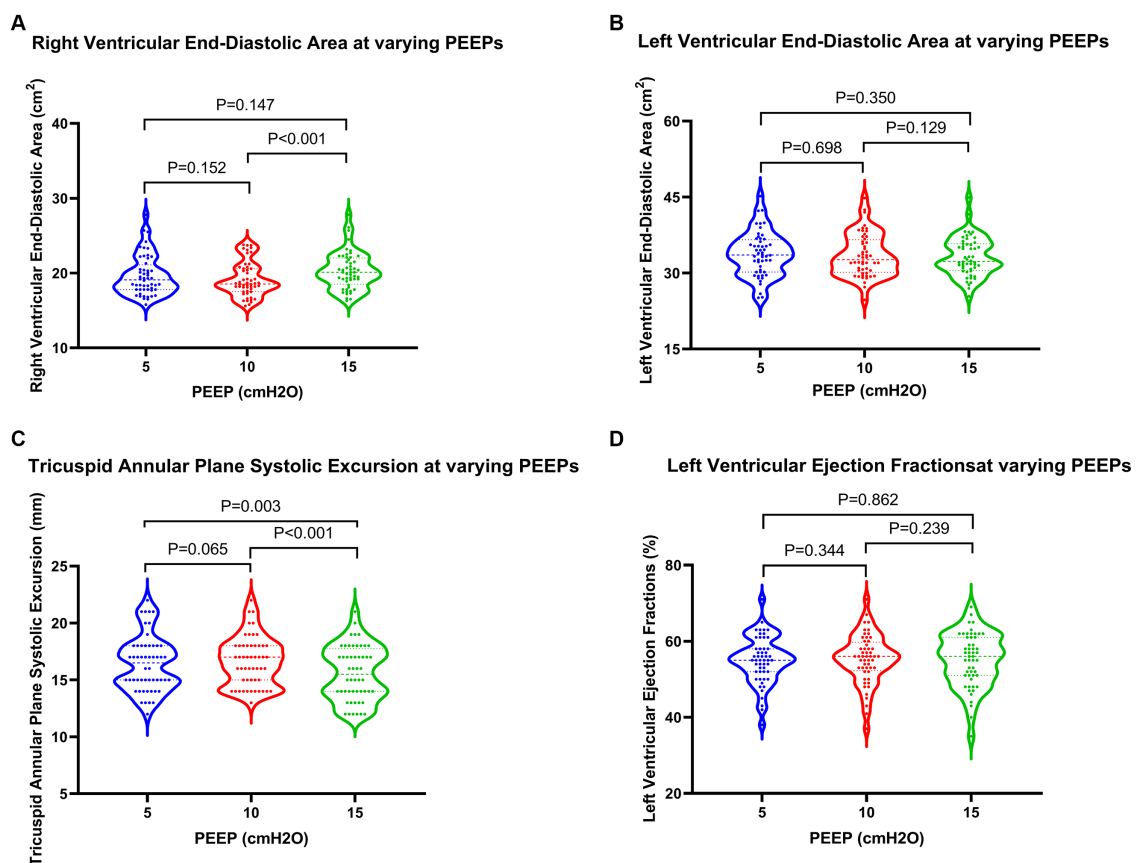 A
Right Ventricular End-Diastolic Area at varying PEEPs
Right Ventricular End-Diastolic Area (cm²)
P=0.147
P<0.001
P=0.152
40
30
20
10
5 10 15
PEEP (cmH2O)
B
Left Ventricular End-Diastolic Area at varying PEEPs
Left Ventricular End-Diastolic Area (cm²)
P=0.350
P=0.129
P=0.698
60
45
30
15
5 10 15
PEEP (cmH2O)
C
Tricuspid Annular Plane Systolic Excursion at varying PEEPs
Tricuspid Annular Plane Systolic Excursion (mm)
P=0.003
P<0.001
P=0.065
25
20
15
10
5
5 10 15
PEEP (cmH2O)
D
Left Ventricular Ejection Fractionsat varying PEEPs
Left Ventricular Ejection Fractions (%)
P=0.862
P=0.239
P=0.344
80
60
40
20
5 10 15
PEEP (cmH2O)